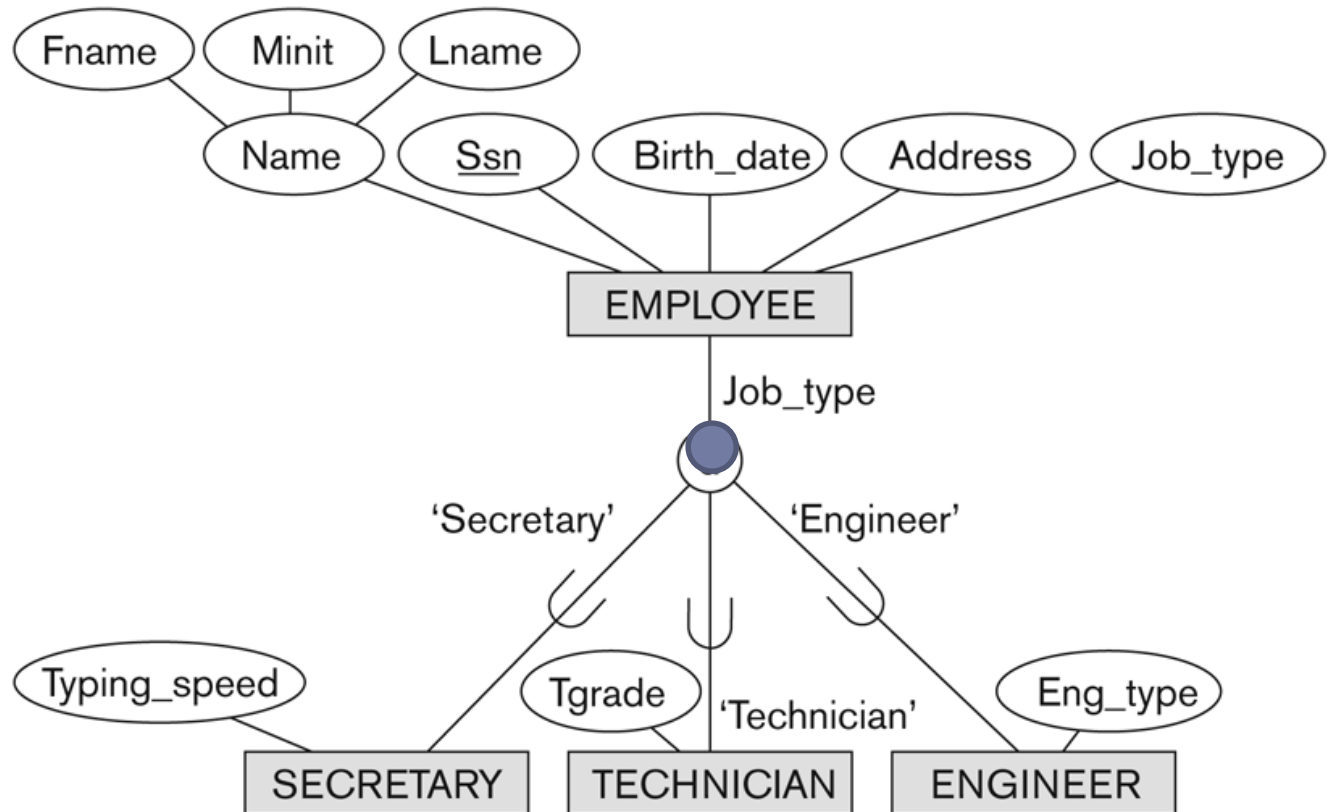 Fname Minit Lname
Name Ssn Birth_date Address Job_type
EMPLOYEE
Job_type
‘Secretary’ ‘Engineer’
Typing_speed Tgrade Eng_type
‘Technician’
SECRETARY TECHNICIAN ENGINEER